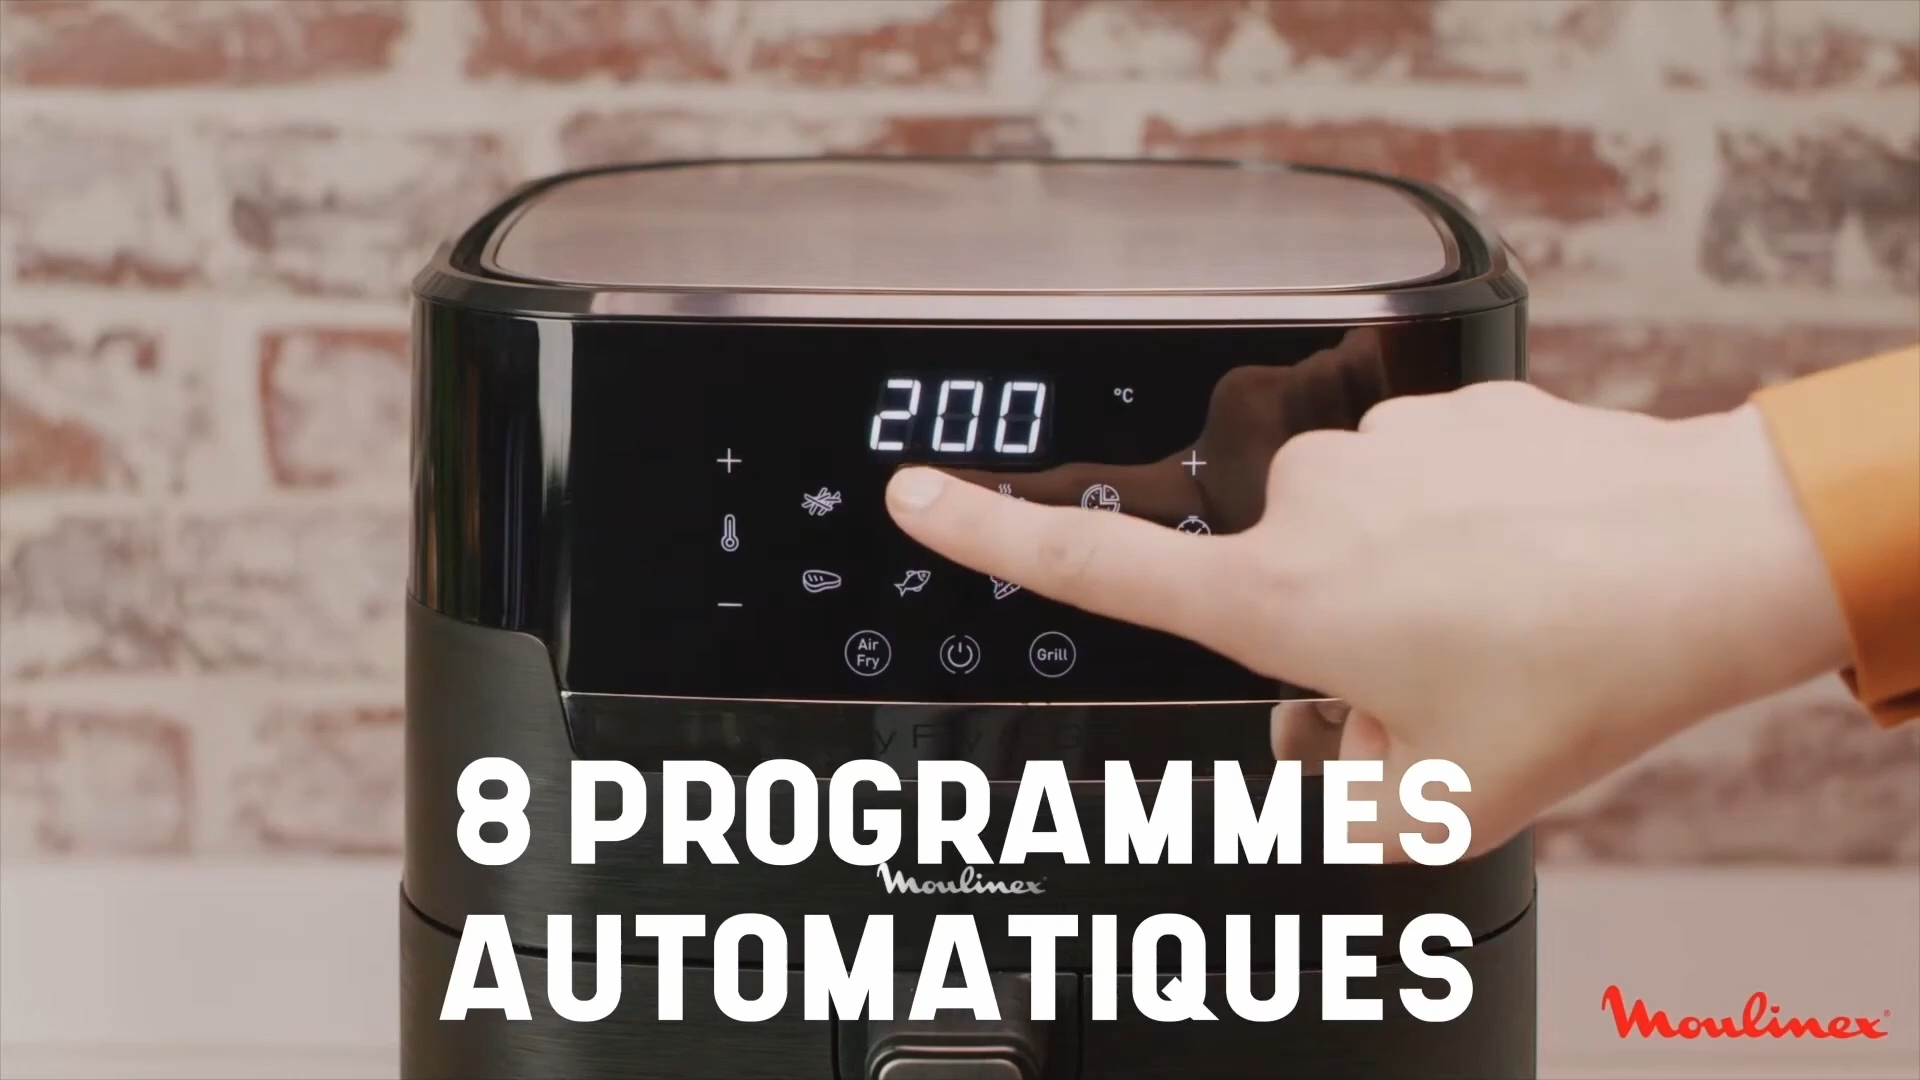 200 °C
Air
Fry
Grill
8 PROGRAMMES
Moulinex
AUTOMATIQUES
Moulinex